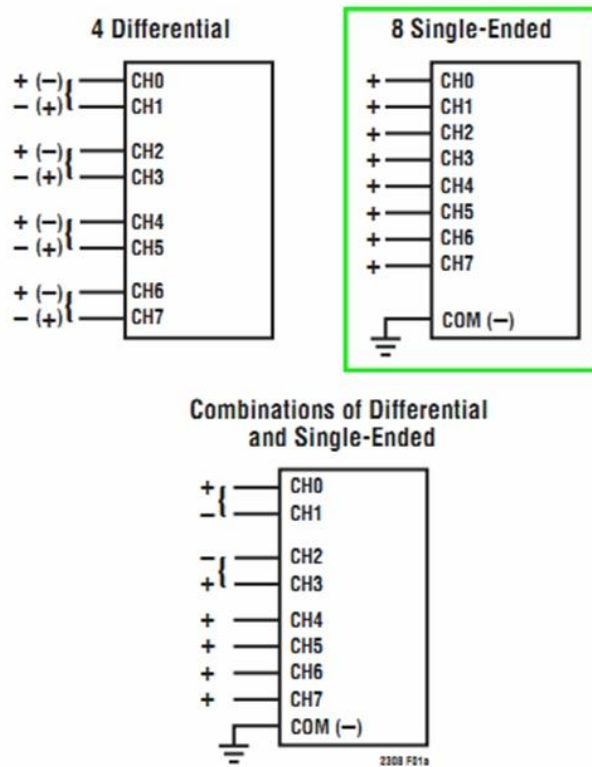 4 Differential
+ (–) { CH0
– (+) CH1
+ (–) { CH2
– (+) CH3
+ (–) { CH4
– (+) CH5
+ (–) { CH6
– (+) CH7
8 Single-Ended
+ CH0
+ CH1
+ CH2
+ CH3
+ CH4
+ CH5
+ CH6
+ CH7
COM (–)
Combinations of Differential
and Single-Ended
+ { CH0
– CH1
– { CH2
+ CH3
+ CH4
+ CH5
+ CH6
+ CH7
COM (–)
2308 F01a